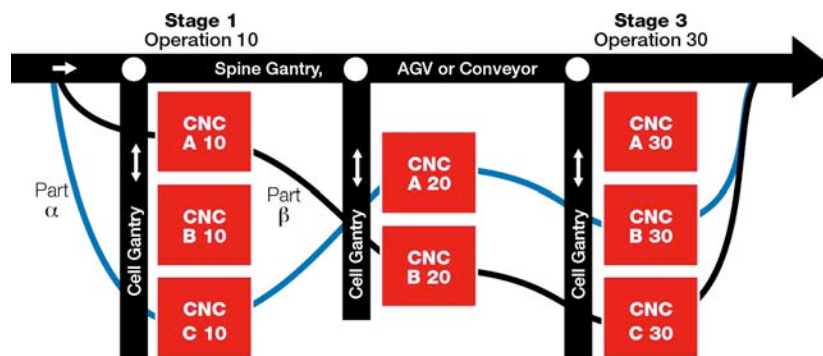 Stage 1
Operation 10
Stage 3
Operation 30
Spine Gantry,
AGV or Conveyor
CNC
A 10
CNC
B 10
CNC
C 10
Part
α
Part
β
Cell Gantry
CNC
A 20
CNC
B 20
Cell Gantry
CNC
A 30
CNC
B 30
CNC
C 30
Cell Gantry